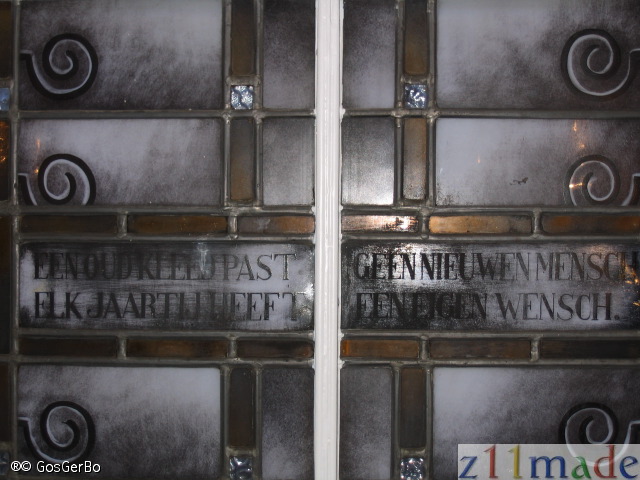 EEN OUD KLEED PAST GEEN NIEUWEN MENSCH
ELK JAARTIJ HEEFT EEN EIGEN WENSCH.
®© GosGerBo
z11made